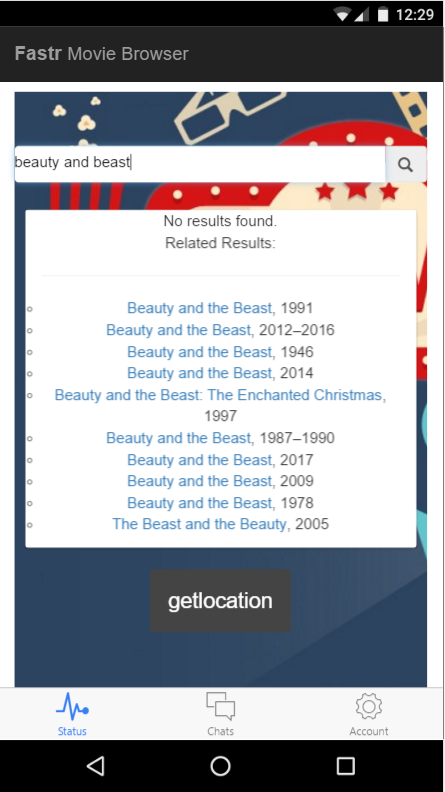 12:29
Fastr Movie Browser
beauty and beast
No results found.
Related Results:
Beauty and the Beast, 1991
Beauty and the Beast, 2012–2016
Beauty and the Beast, 1946
Beauty and the Beast, 2014
Beauty and the Beast: The Enchanted Christmas,
1997
Beauty and the Beast, 1987–1990
Beauty and the Beast, 2017
Beauty and the Beast, 2009
Beauty and the Beast, 1978
The Beast and the Beauty, 2005
getlocation
Status
Chats
Account